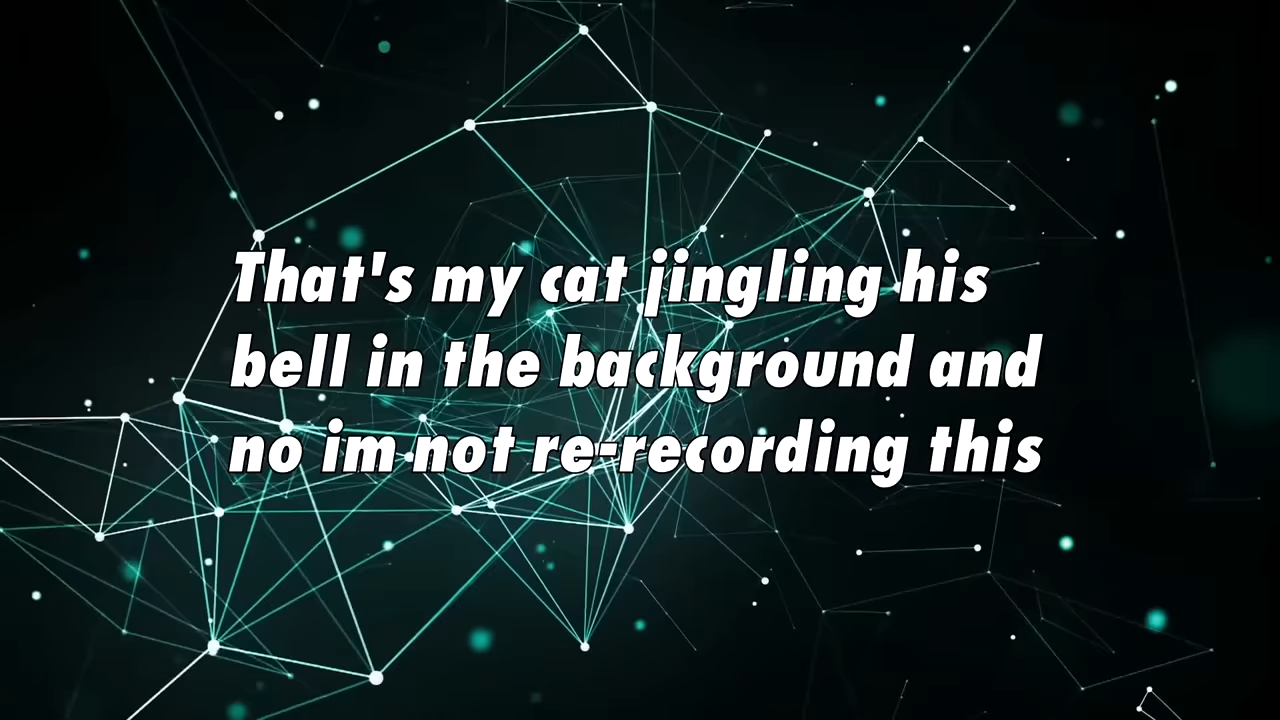 That's my cat jingling his
bell in the background and
no im not re-recording this